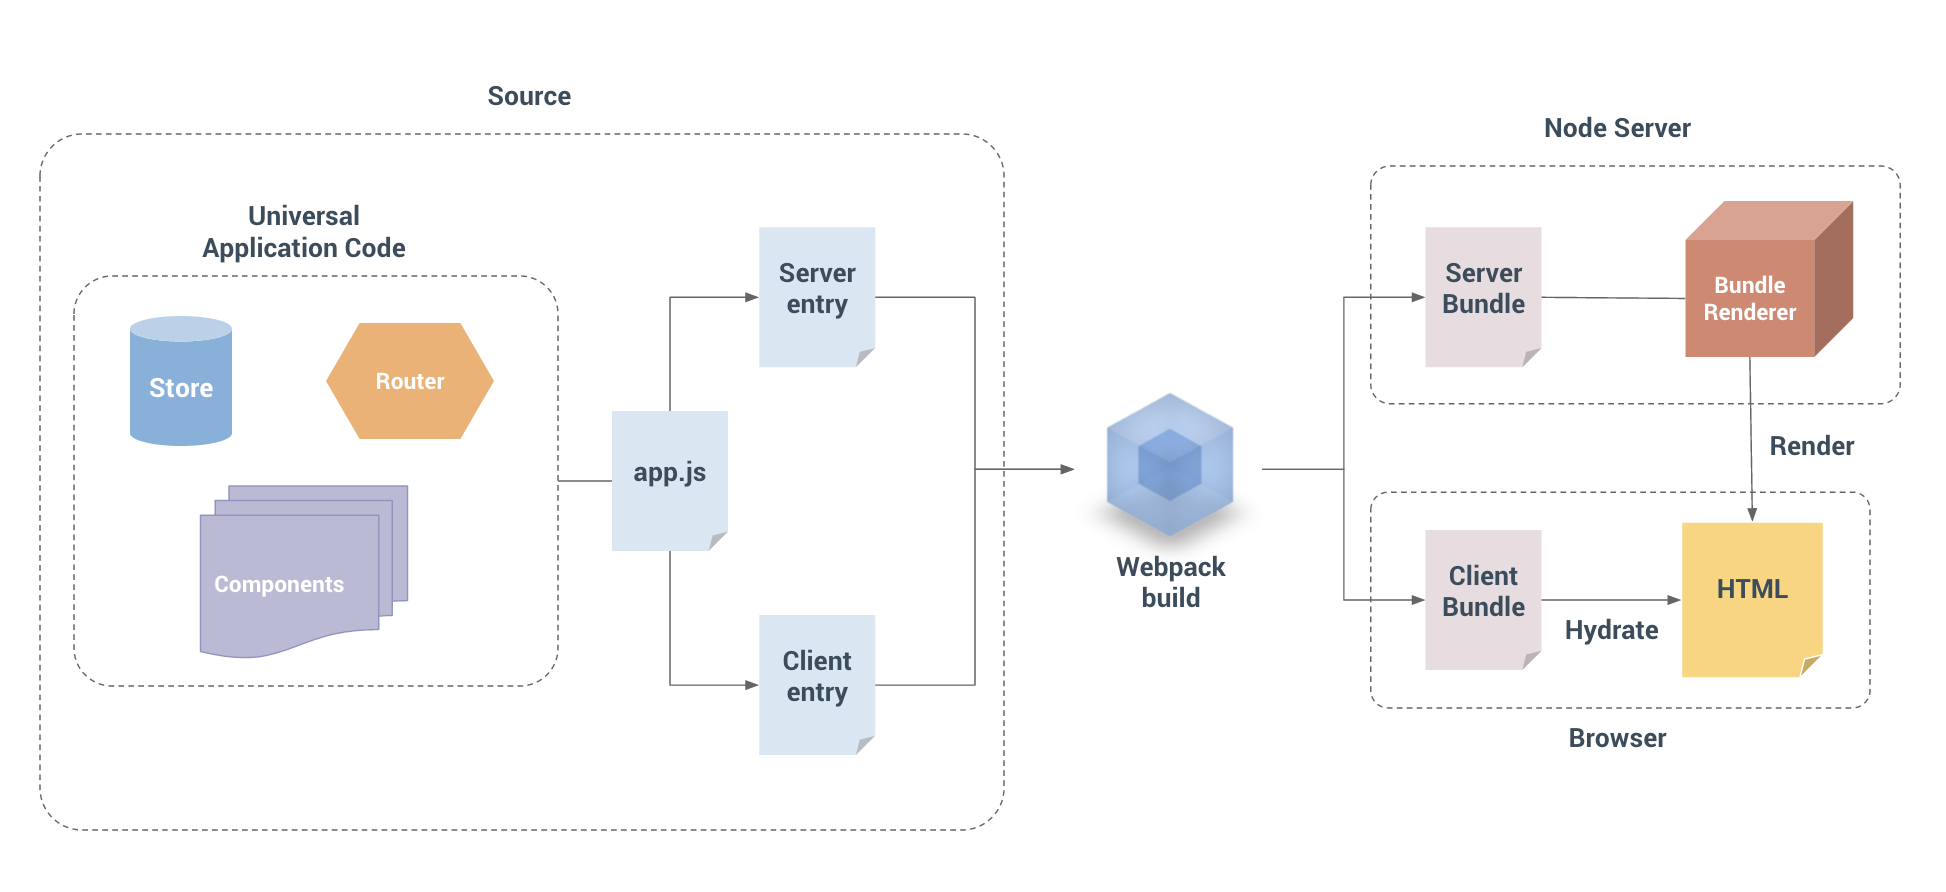 Source
Universal
Application Code
Store
Router
Components
app.js
Server
entry
Client
entry
Webpack
build
Node Server
Server
Bundle
Bundle
Renderer
Render
Client
Bundle
Hydrate
HTML
Browser